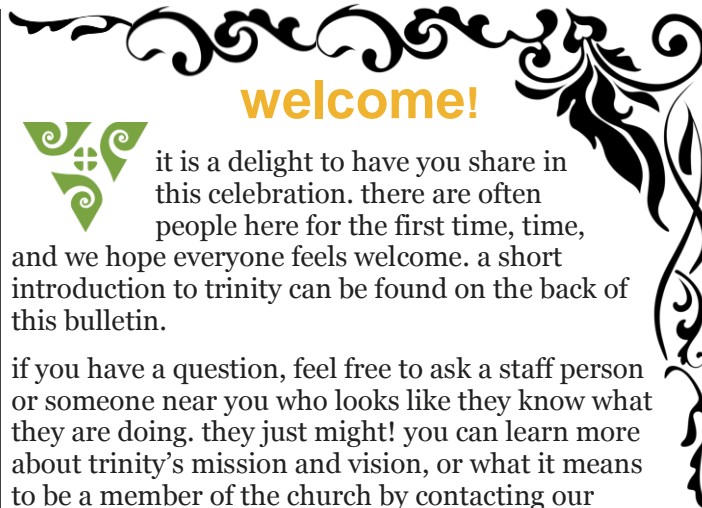 welcome!
it is a delight to have you share in
this celebration. there are often
people here for the first time, time,
and we hope everyone feels welcome. a short
introduction to trinity can be found on the back of
this bulletin.
if you have a question, feel free to ask a staff person
or someone near you who looks like they know what
they are doing. they just might! you can learn more
about trinity’s mission and vision, or what it means
to be a member of the church by contacting our